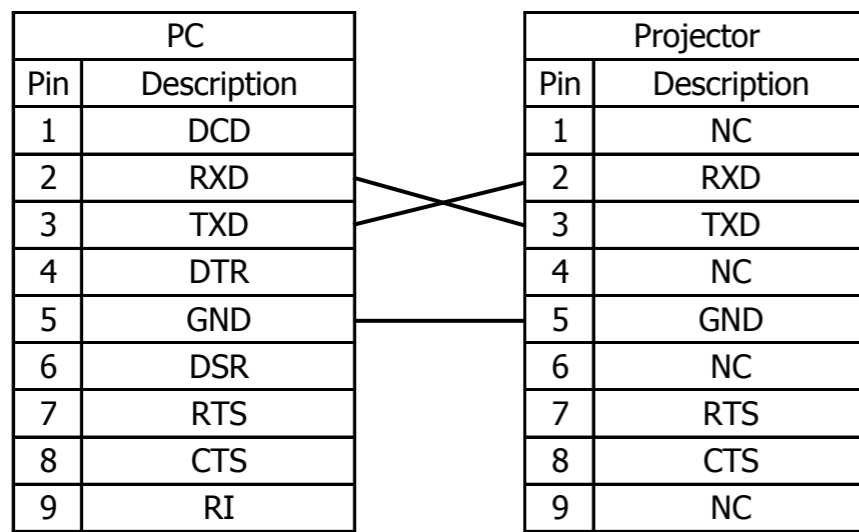 PC Projector
Pin Description Pin Description
1 DCD 1 NC
2 RXD 2 RXD
3 TXD 3 TXD
4 DTR 4 NC
5 GND 5 GND
6 DSR 6 NC
7 RTS 7 RTS
8 CTS 8 CTS
9 RI 9 NC